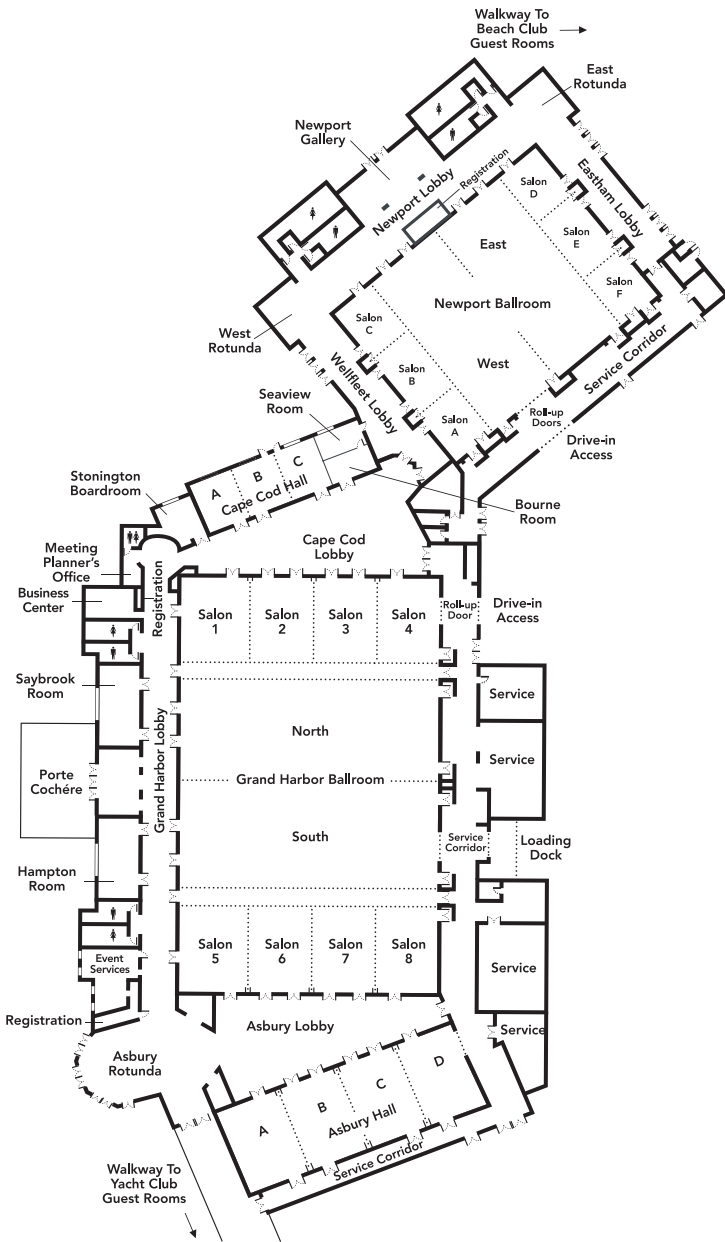 Walkway To
Beach Club
Guest Rooms
East
Rotunda
Newport
Gallery
Newport Lobby
Registration
Salon
D
Eastham Lobby
East
Salon
E
Newport Ballroom
Salon
F
Salon
C
West
Rotunda
West
Salon
B
Service Corridor
Wellfleet Lobby
Salon
A
Roll-up
Doors
Drive-in
Access
Seaview
Room
Stonington
Boardroom
A
B
C
Cape Cod Hall
Bourne
Room
Cape Cod
Lobby
Meeting
Planner's
Office
Business
Center
Registration
Salon
1
Salon
2
Salon
3
Salon
4
Roll-up
Door
Drive-in
Access
Saybrook
Room
Service
North
Grand Harbor Lobby
Porte
Cochére
Grand Harbor Ballroom
Service
South
Service
Corridor
Loading
Dock
Hampton
Room
Salon
5
Salon
6
Salon
7
Salon
8
Event
Services
Service
Registration
Asbury Lobby
Service
Asbury
Rotunda
A
B
C
D
Asbury Hall
Service Corridor
Walkway To
Yacht Club
Guest Rooms